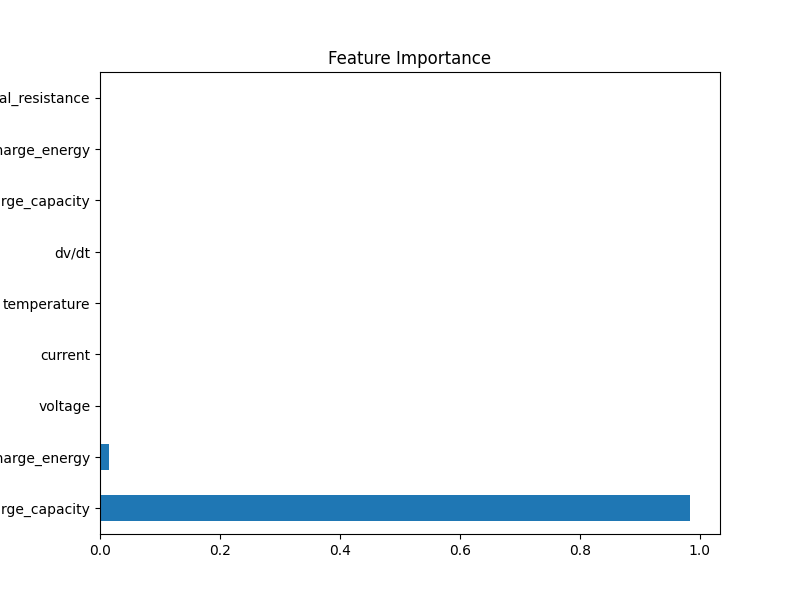 Feature Importance
al_resistance
harge_energy
rge_capacity
dv/dt
temperature
current
voltage
harge_energy
rge_capacity
0.0 0.2 0.4 0.6 0.8 1.0